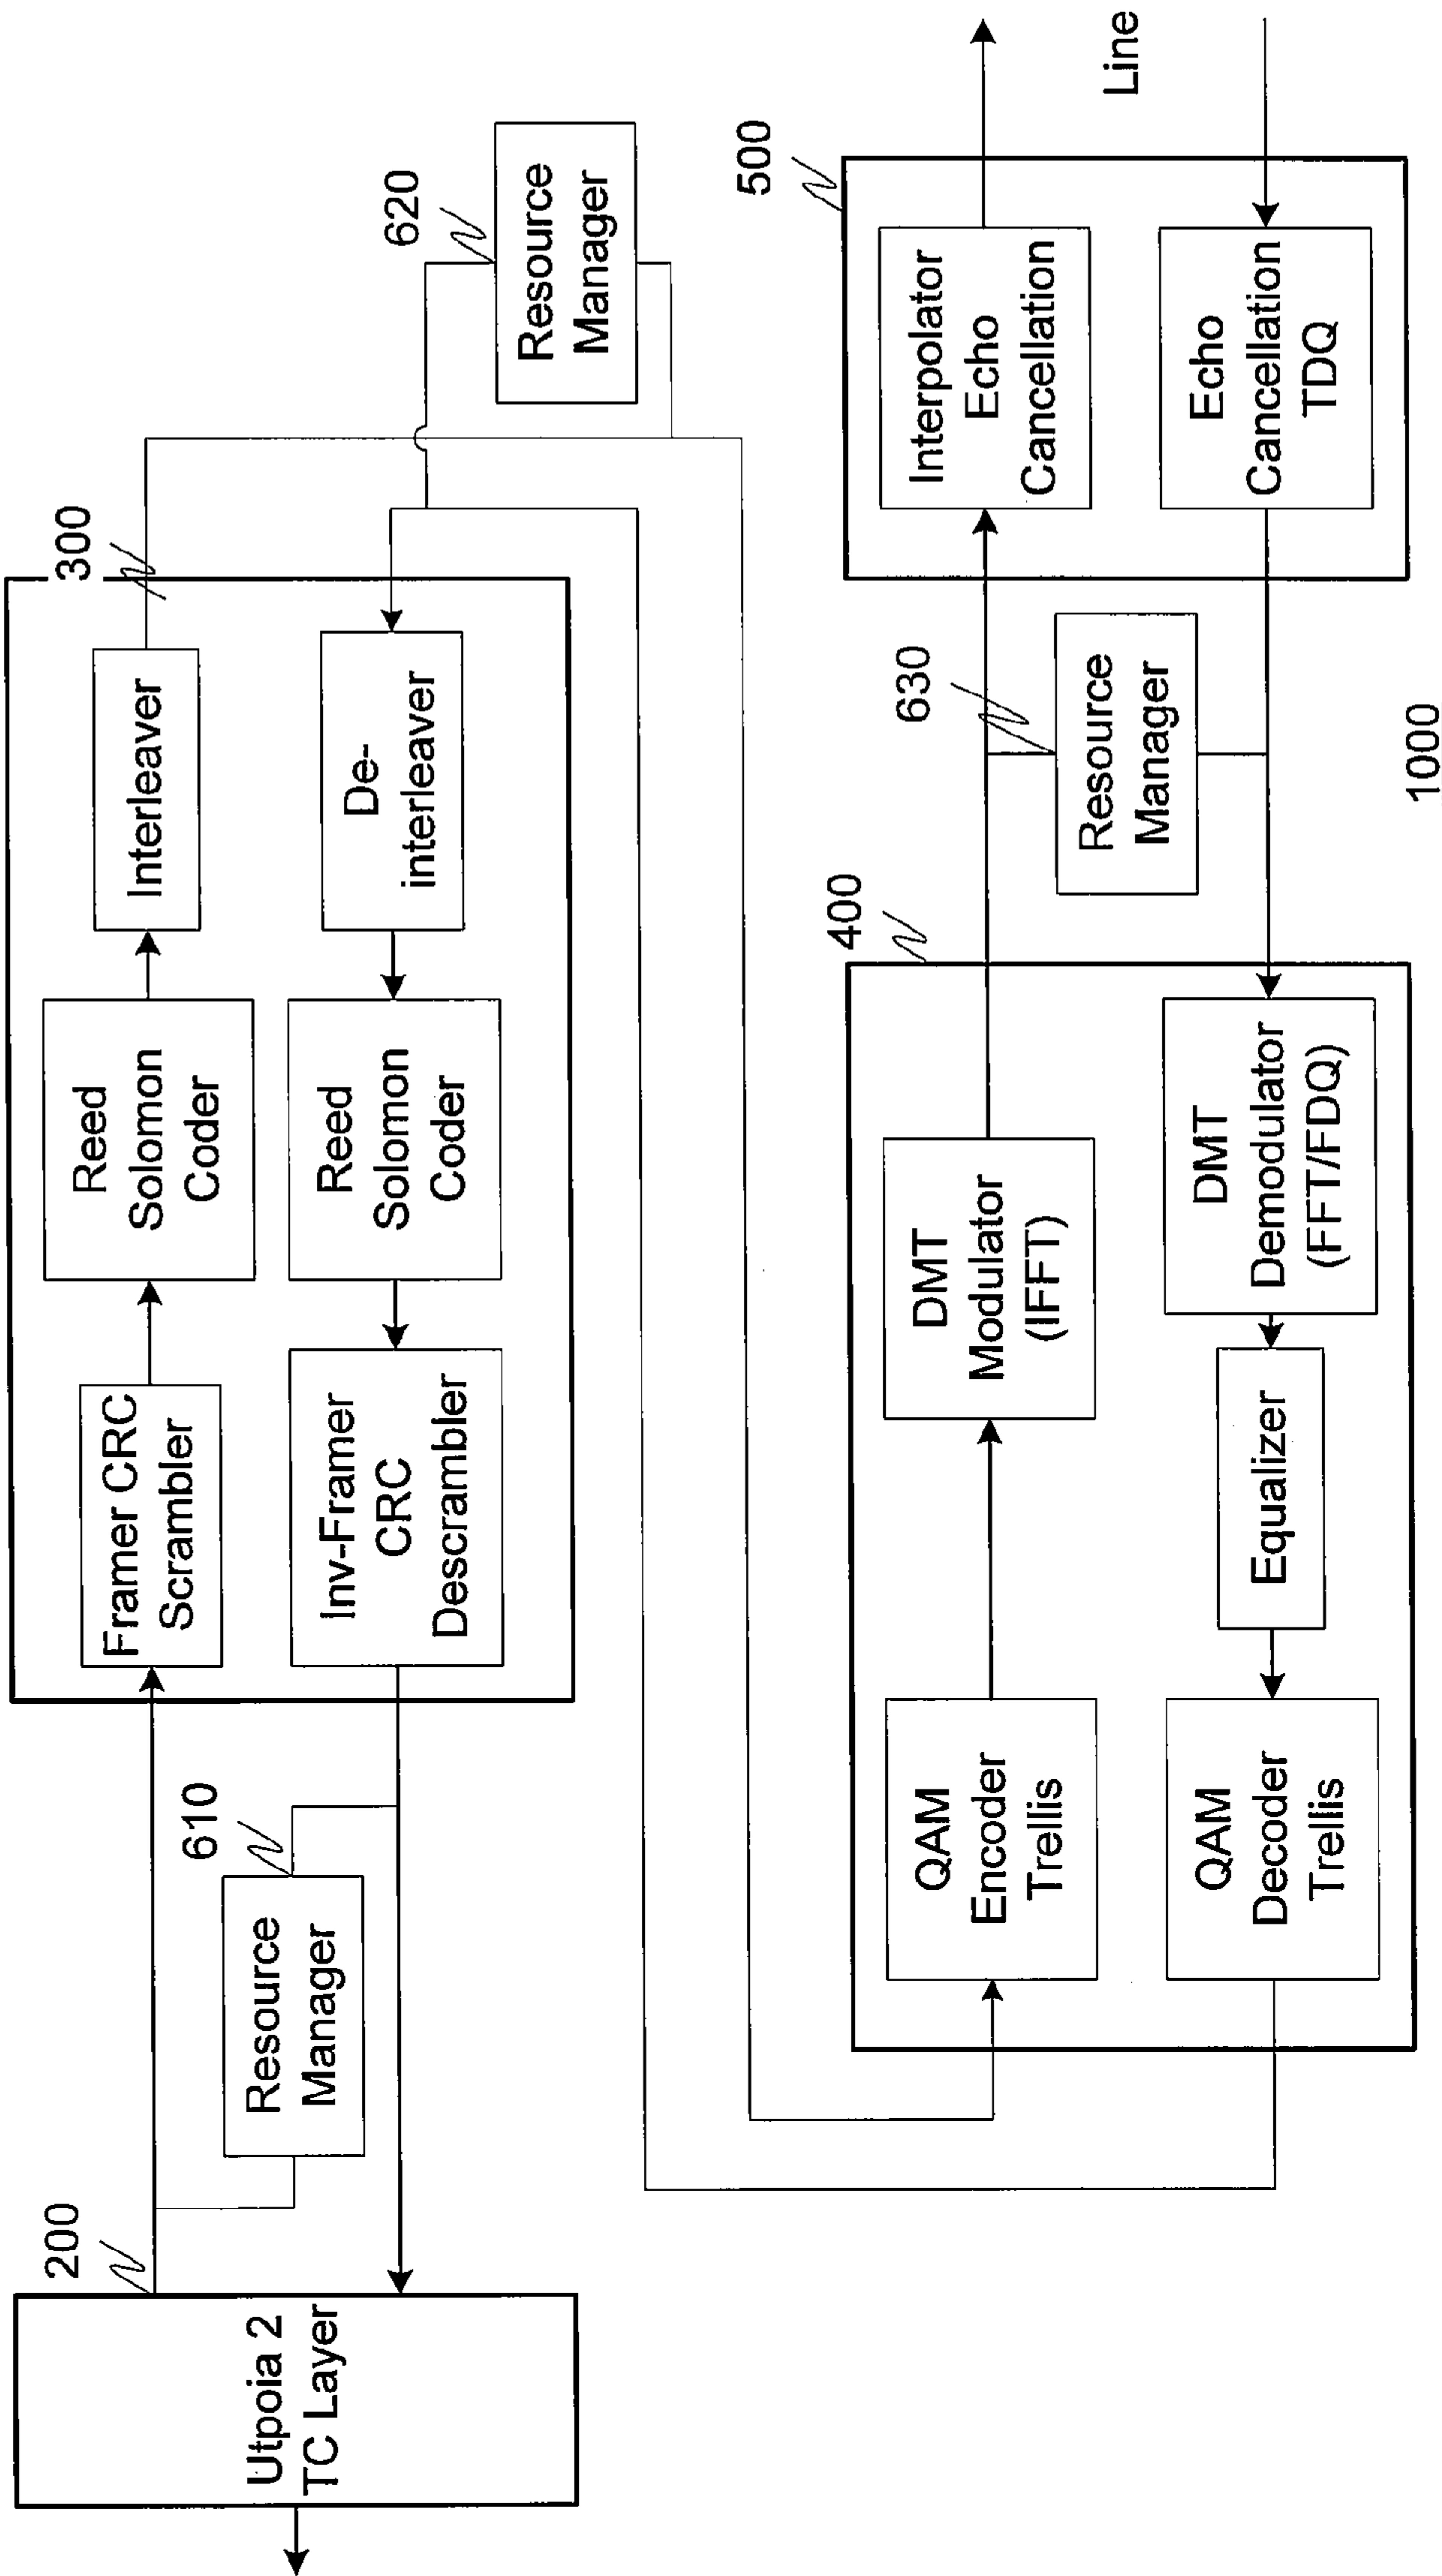 200
Utpoia 2
TC Layer
610
Resource
Manager
300
Framer CRC
Scrambler
Reed
Solomon
Coder
Interleaver
Inv-Framer
CRC
Descrambler
Reed
Solomon
Coder
De-
interleaver
620
Resource
Manager
400
QAM
Encoder
Trellis
DMT
Modulator
(IFFT)
QAM
Decoder
Trellis
Equalizer
DMT
Demodulator
(FFT/FDQ)
630
Resource
Manager
500
Interpolator
Echo
Cancellation
Echo
Cancellation
TDQ
Line
1000